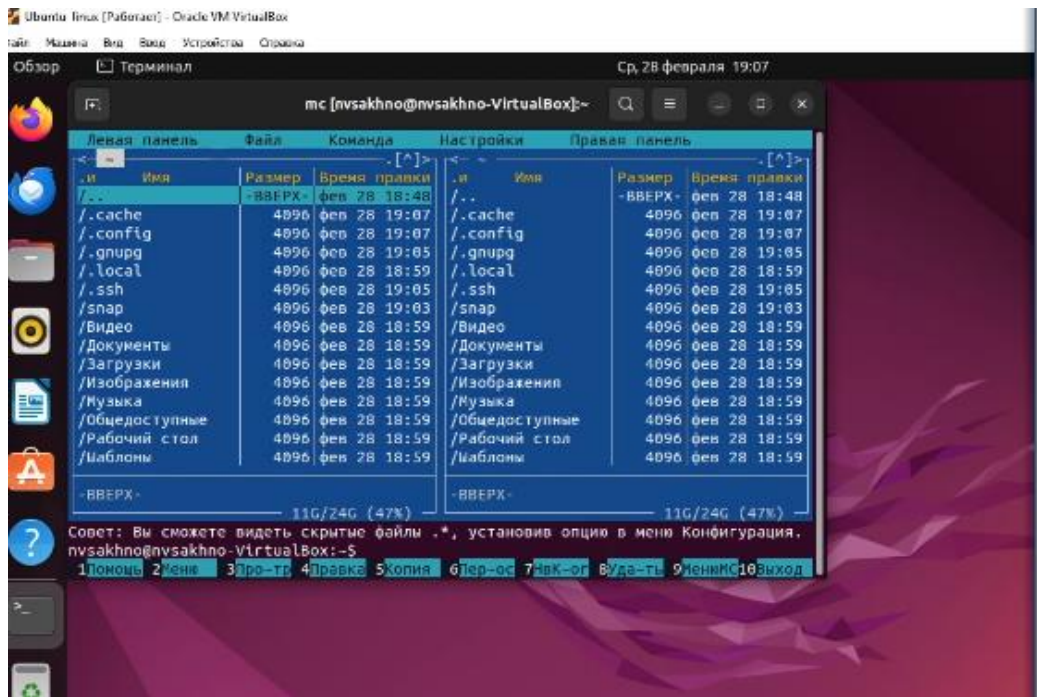 Ubuntu linux [Работает] - Oracle VM VirtualBox
Файл Машина Вид Ввод Устройства Справка
Обзор Терминал Ср, 28 февраля 19:07
mc [nvsakhno@nvsakhno-VirtualBox]:~
Левая панель Файл Команда Настройки Правая панель
<- ~ .[^]> <- ~ .[^]>
.и Имя Размер Время правки .и Имя Размер Время правки
/.. -ВВЕРХ- фев 28 18:48 /.. -ВВЕРХ- фев 28 18:48
/.cache 4096 фев 28 19:07 /.cache 4096 фев 28 19:07
/.config 4096 фев 28 19:07 /.config 4096 фев 28 19:07
/.gnupg 4096 фев 28 19:05 /.gnupg 4096 фев 28 19:05
/.local 4096 фев 28 18:59 /.local 4096 фев 28 18:59
/.ssh 4096 фев 28 19:05 /.ssh 4096 фев 28 19:05
/snap 4096 фев 28 19:03 /snap 4096 фев 28 19:03
/Видео 4096 фев 28 18:59 /Видео 4096 фев 28 18:59
/Документы 4096 фев 28 18:59 /Документы 4096 фев 28 18:59
/Загрузки 4096 фев 28 18:59 /Загрузки 4096 фев 28 18:59
/Изображения 4096 фев 28 18:59 /Изображения 4096 фев 28 18:59
/Музыка 4096 фев 28 18:59 /Музыка 4096 фев 28 18:59
/Общедоступные 4096 фев 28 18:59 /Общедоступные 4096 фев 28 18:59
/Рабочий стол 4096 фев 28 18:59 /Рабочий стол 4096 фев 28 18:59
/Шаблоны 4096 фев 28 18:59 /Шаблоны 4096 фев 28 18:59
-ВВЕРХ- -ВВЕРХ-
11G/24G (47%) 11G/24G (47%)
Совет: Вы сможете видеть скрытые файлы .*, установив опцию в меню Конфигурация.
nvsakhno@nvsakhno-VirtualBox:~$
1Помощь 2Меню 3Про~тр 4Правка 5Копия 6Пер~ос 7НвК~ог 8Уда~ть 9МенюMC 10Выход